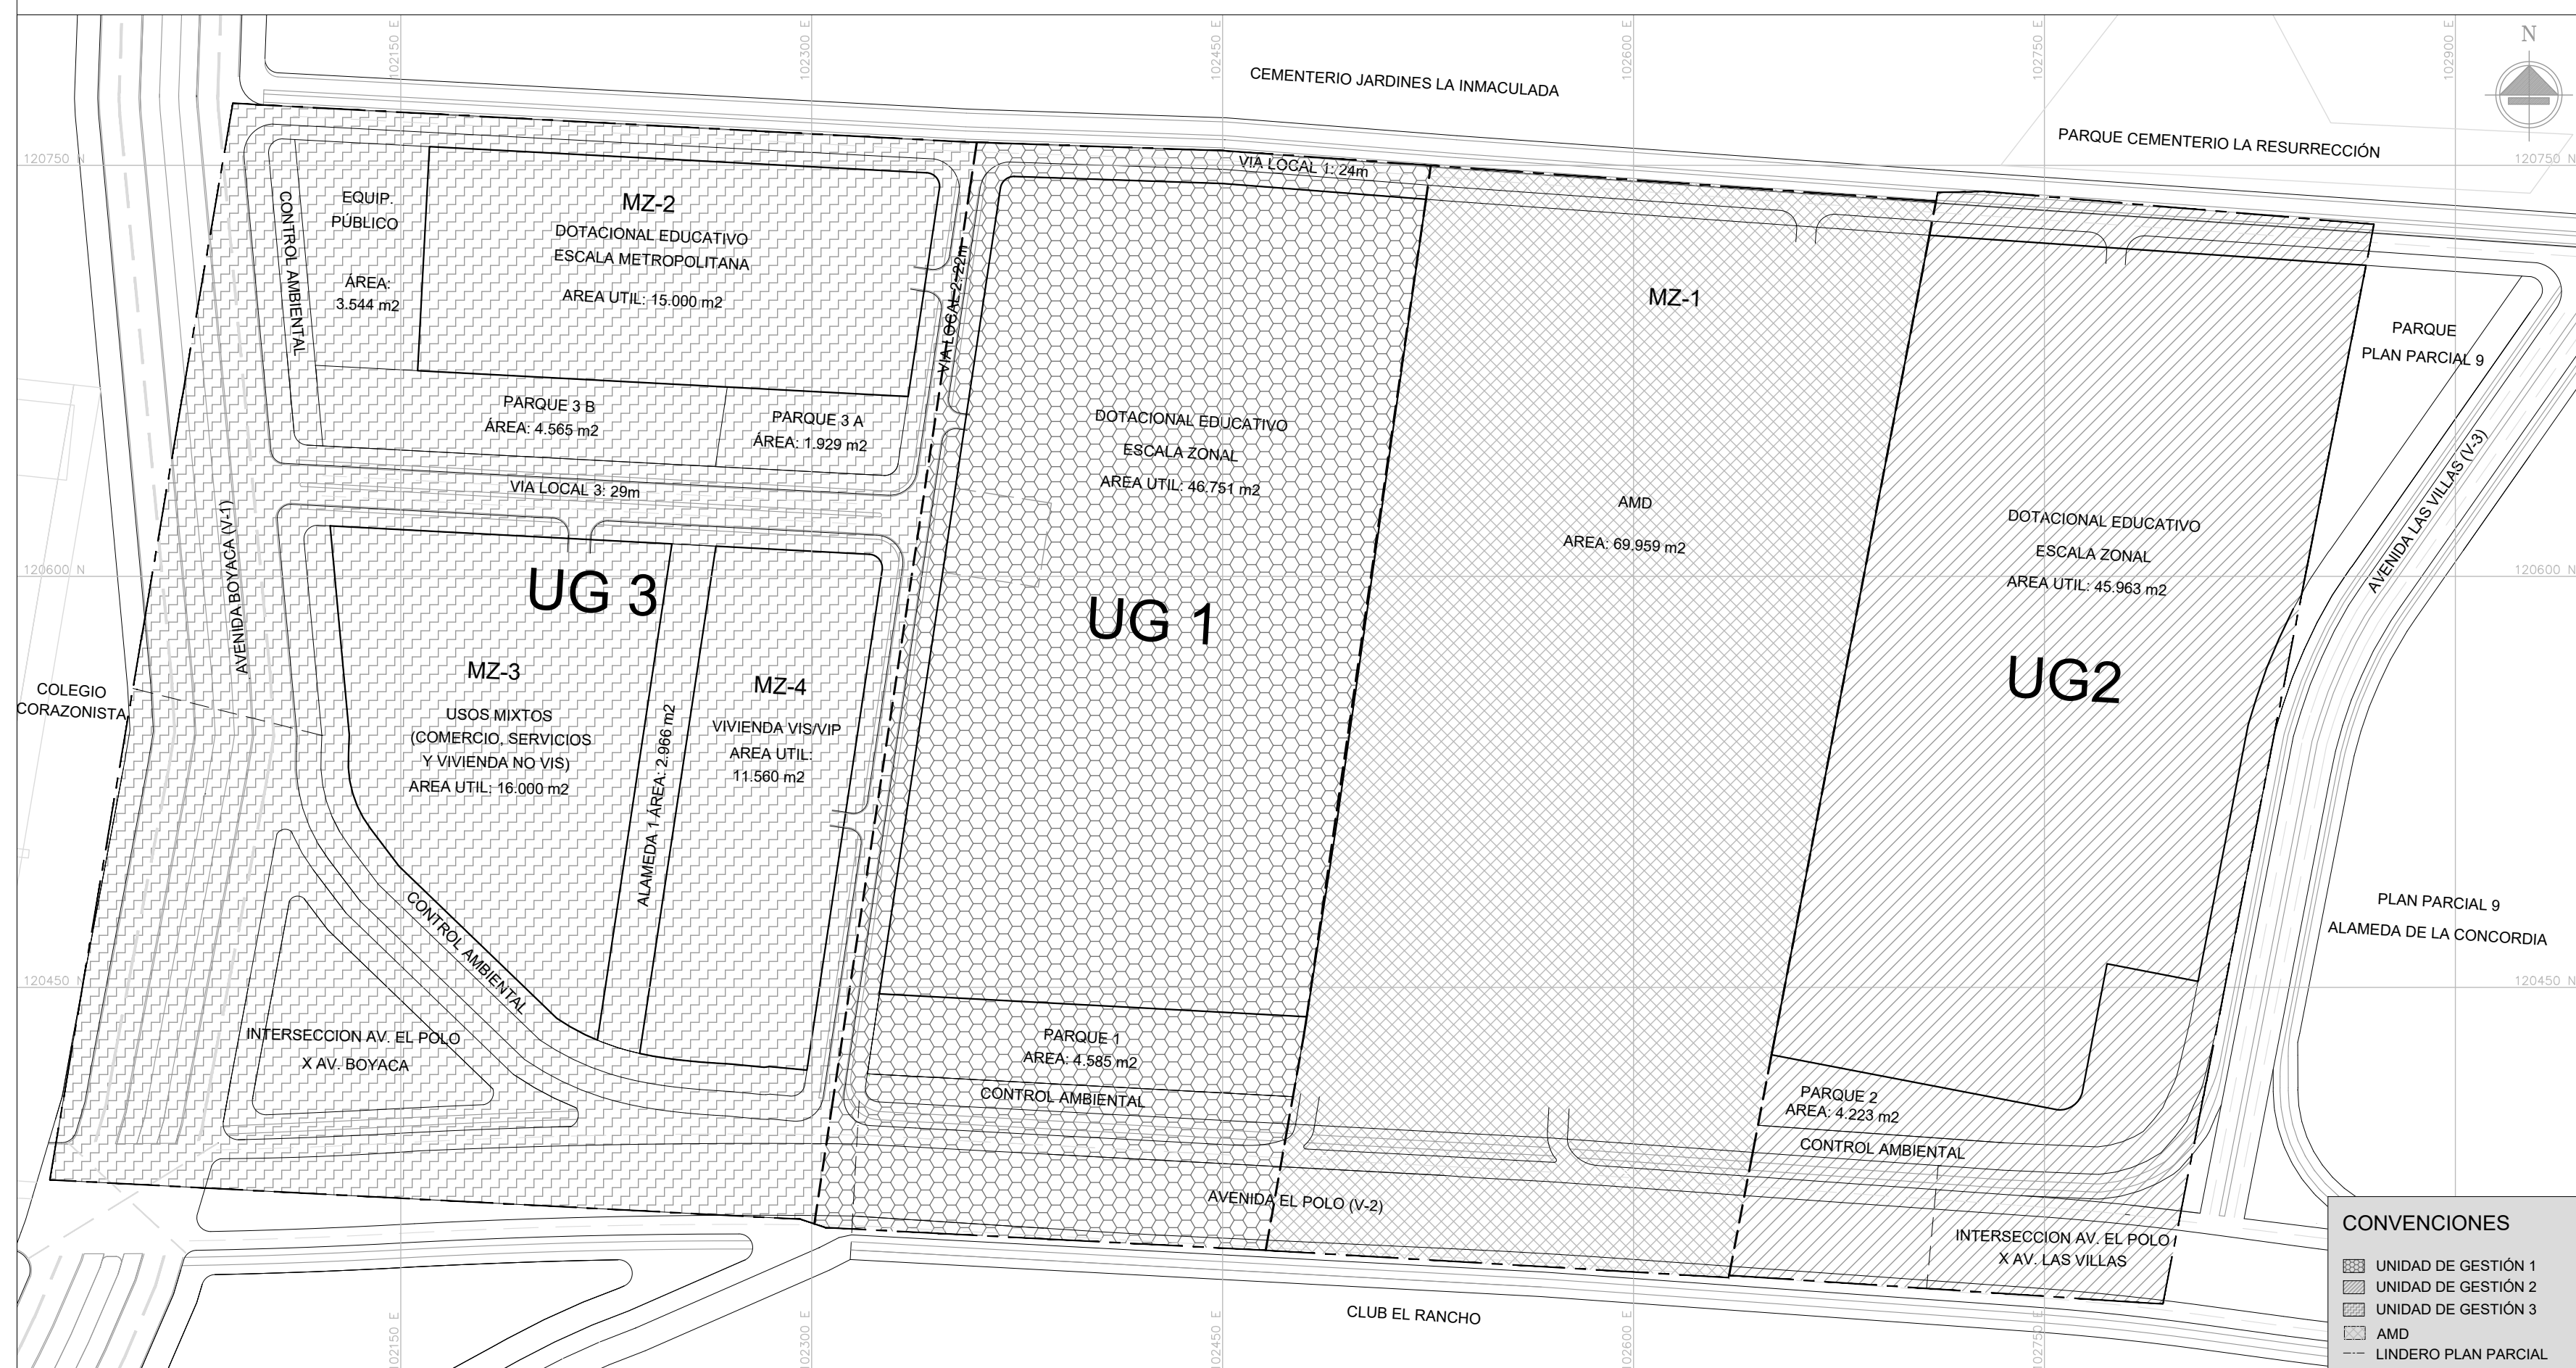 102150 E
102300 E
102450 E
102600 E
102750 E
102900 E
N
CEMENTERIO JARDINES LA INMACULADA
PARQUE CEMENTERIO LA RESURRECCIÓN
120750 N
120750 N
VIA LOCAL 1: 24m
CONTROL AMBIENTAL
EQUIP.
PÚBLICO
ÁREA:
3.544 m2
MZ-2
DOTACIONAL EDUCATIVO
ESCALA METROPOLITANA
AREA UTIL: 15.000 m2
VIA LOCAL 2: 22m
MZ-1
PARQUE
PLAN PARCIAL 9
PARQUE 3 B
ÁREA: 4.565 m2
PARQUE 3 A
ÁREA: 1.929 m2
VIA LOCAL 3: 29m
DOTACIONAL EDUCATIVO
ESCALA ZONAL
AREA UTIL: 46.751 m2
AMD
AREA: 69.959 m2
DOTACIONAL EDUCATIVO
ESCALA ZONAL
AREA UTIL: 45.963 m2
AVENIDA LAS VILLAS (V-3)
AVENIDA BOYACA (V-1)
120600 N
120600 N
UG 3
UG 1
UG2
COLEGIO
CORAZONISTA
MZ-3
USOS MIXTOS
(COMERCIO, SERVICIOS
Y VIVIENDA NO VIS)
AREA UTIL: 16.000 m2
ALAMEDA 1 ÁREA: 2.966 m2
MZ-4
VIVIENDA VIS/VIP
AREA UTIL:
11.560 m2
PLAN PARCIAL 9
ALAMEDA DE LA CONCORDIA
CONTROL AMBIENTAL
120450 N
120450 N
INTERSECCION AV. EL POLO
X AV. BOYACA
PARQUE 1
AREA: 4.585 m2
CONTROL AMBIENTAL
PARQUE 2
AREA: 4.223 m2
CONTROL AMBIENTAL
AVENIDA EL POLO (V-2)
INTERSECCION AV. EL POLO
X AV. LAS VILLAS
CLUB EL RANCHO
102150 E
102300 E
102450 E
102600 E
102750 E
CONVENCIONES
UNIDAD DE GESTIÓN 1
UNIDAD DE GESTIÓN 2
UNIDAD DE GESTIÓN 3
AMD
LINDERO PLAN PARCIAL